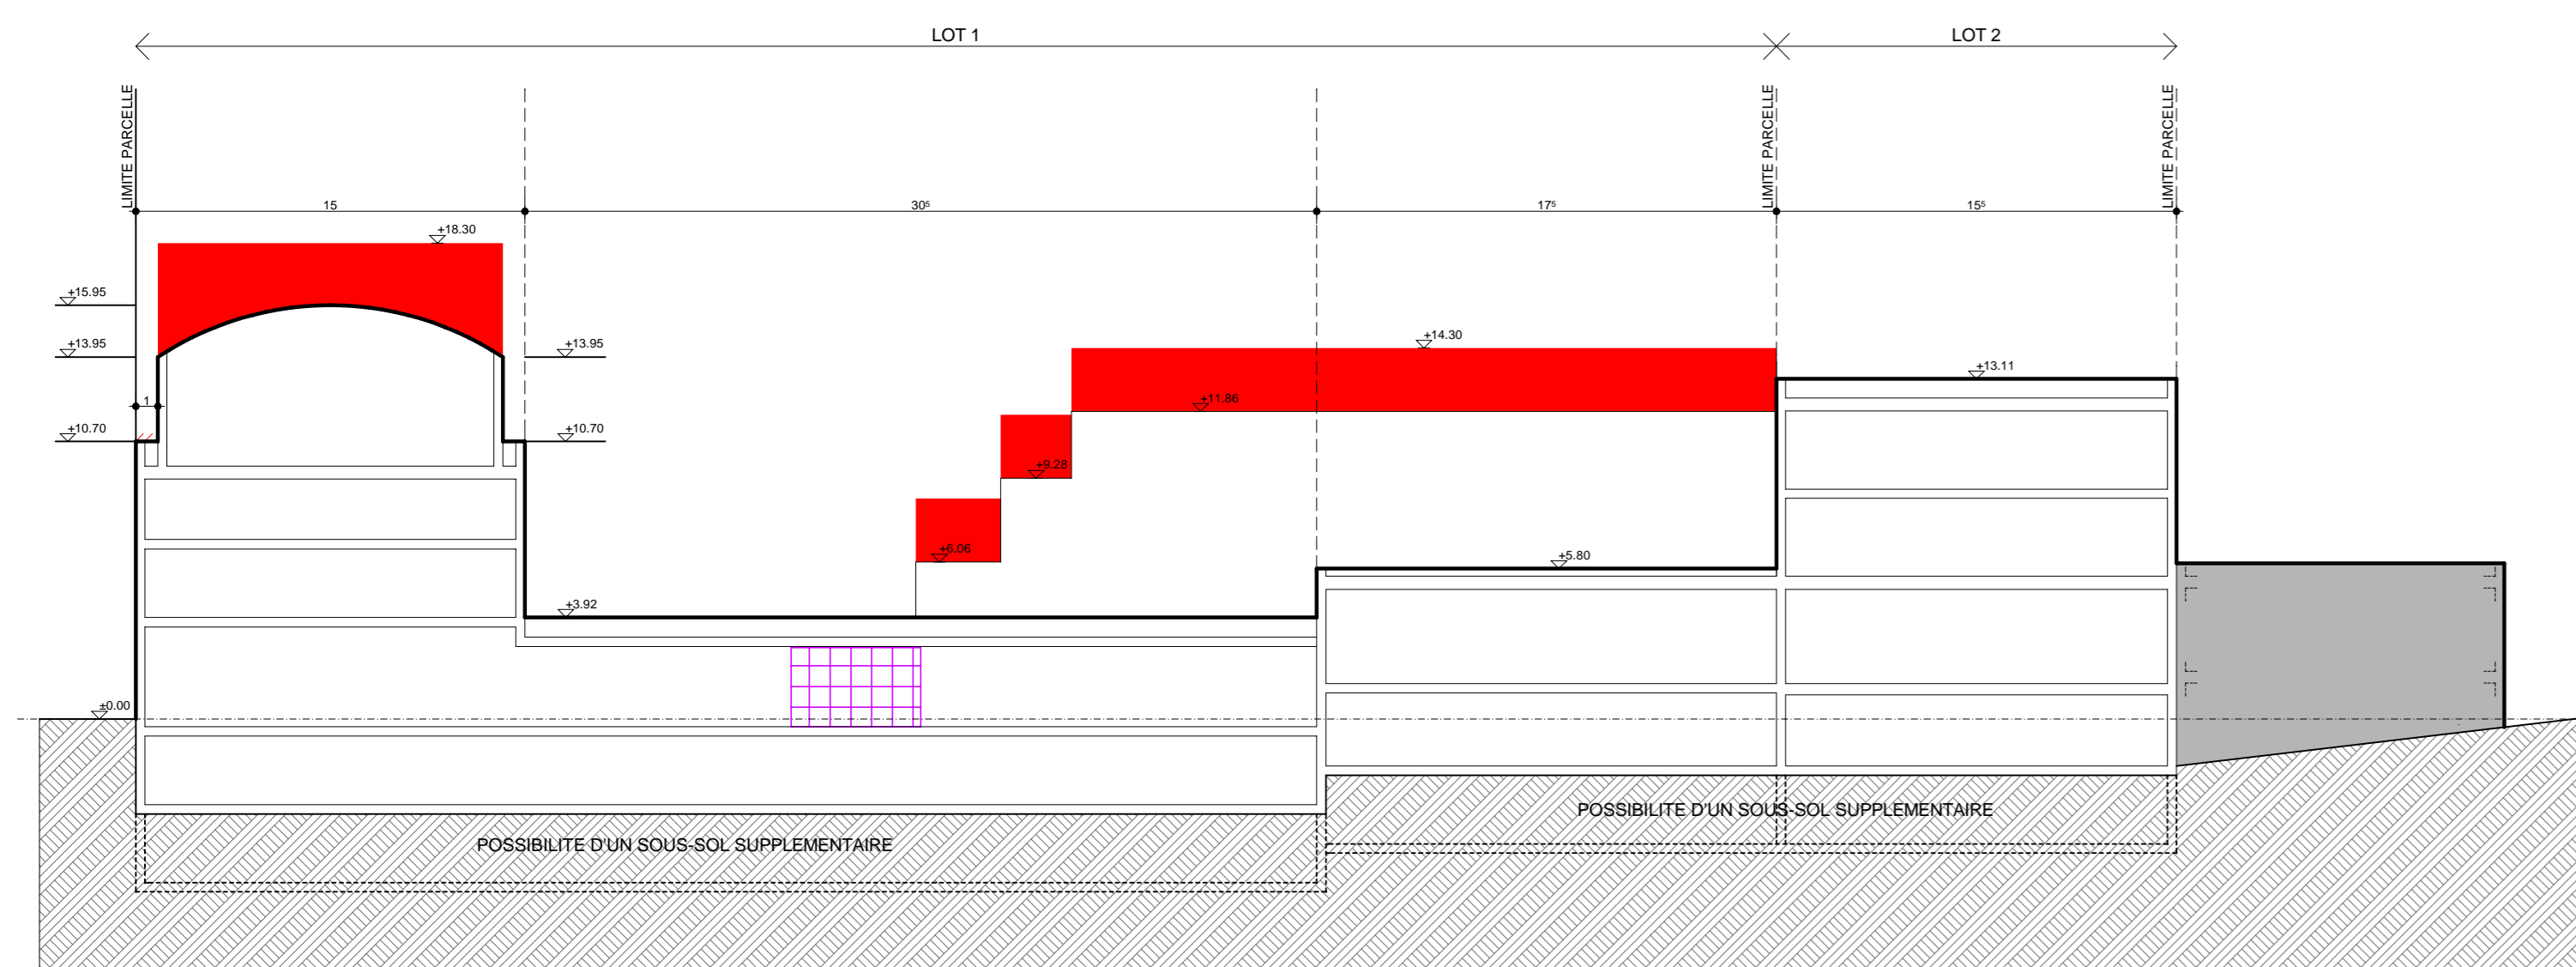 LOT 1
LOT 2
LIMITE PARCELLE
LIMITE PARCELLE
LIMITE PARCELLE
15
30⁵
17⁵
15⁵
+18.30
+15.95
+13.95
+13.95
+14.30
+13.11
+11.86
1
+10.70
+10.70
+9.28
+6.06
+5.80
+3.92
±0.00
POSSIBILITE D'UN SOUS-SOL SUPPLEMENTAIRE
POSSIBILITE D'UN SOUS-SOL SUPPLEMENTAIRE